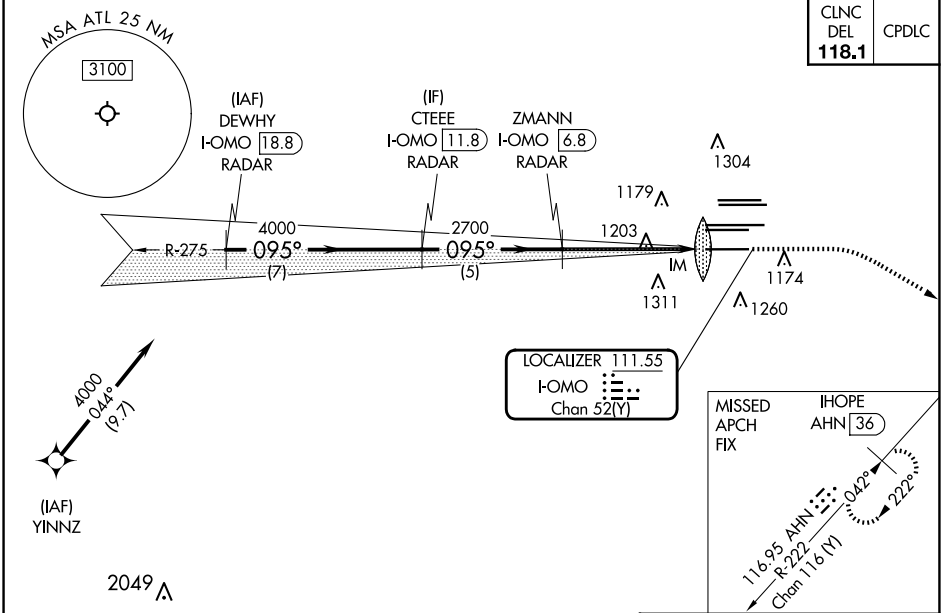 MSA ATL 25 NM
3100
CLNC
DEL
118.1
CPDLC
(IAF)
DEWHY
I-OMO 18.8
RADAR
(IF)
CTEEE
I-OMO 11.8
RADAR
ZMANN
I-OMO 6.8
RADAR
1304
1179
1203
R-275
4000
095°
(7)
2700
095°
(5)
IM
1174
1311
1260
4000
044°
(9.7)
(IAF)
YINNZ
LOCALIZER 111.55
I-OMO
Chan 52(Y)
MISSED
APCH
FIX
IHOPE
AHN 36
042°
222°
116.95 AHN
R-222
Chan 116 (Y)
2049